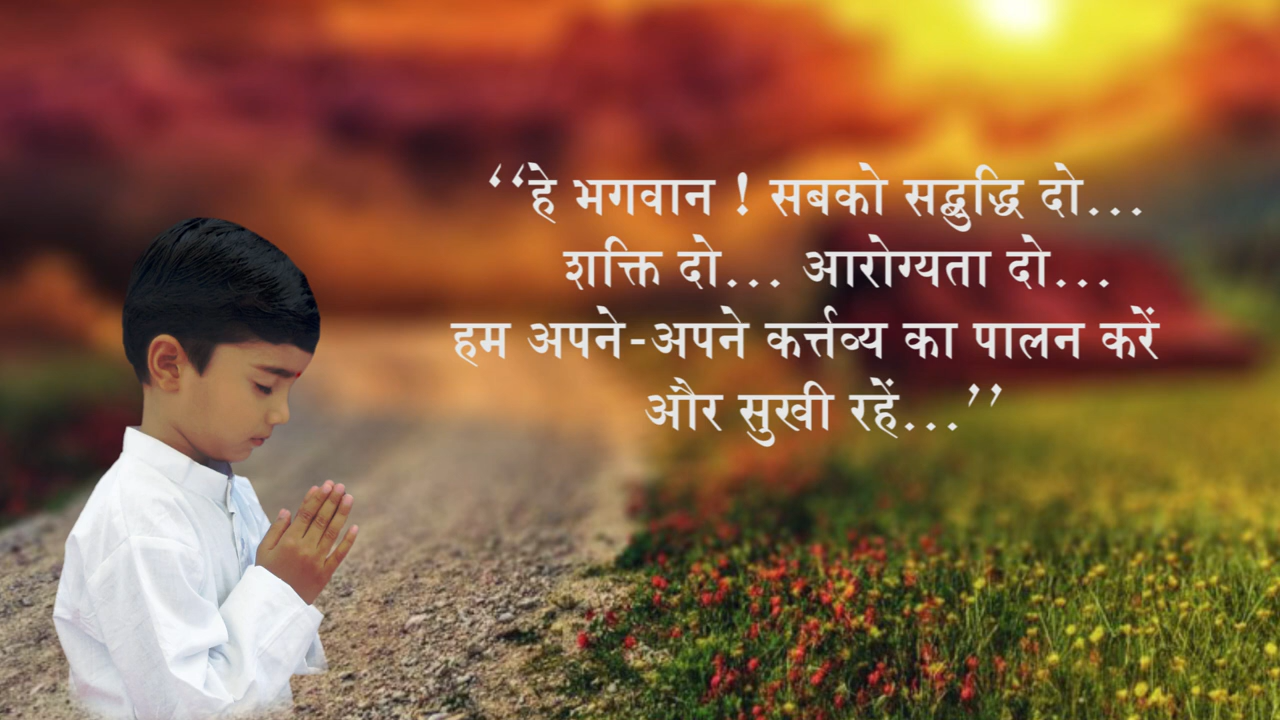 ‘‘हे भगवान ! सबको सद्बुद्धि दो...
शक्ति दो... आरोग्यता दो...
हम अपने-अपने कर्त्तव्य का पालन करें
और सुखी रहें...’’